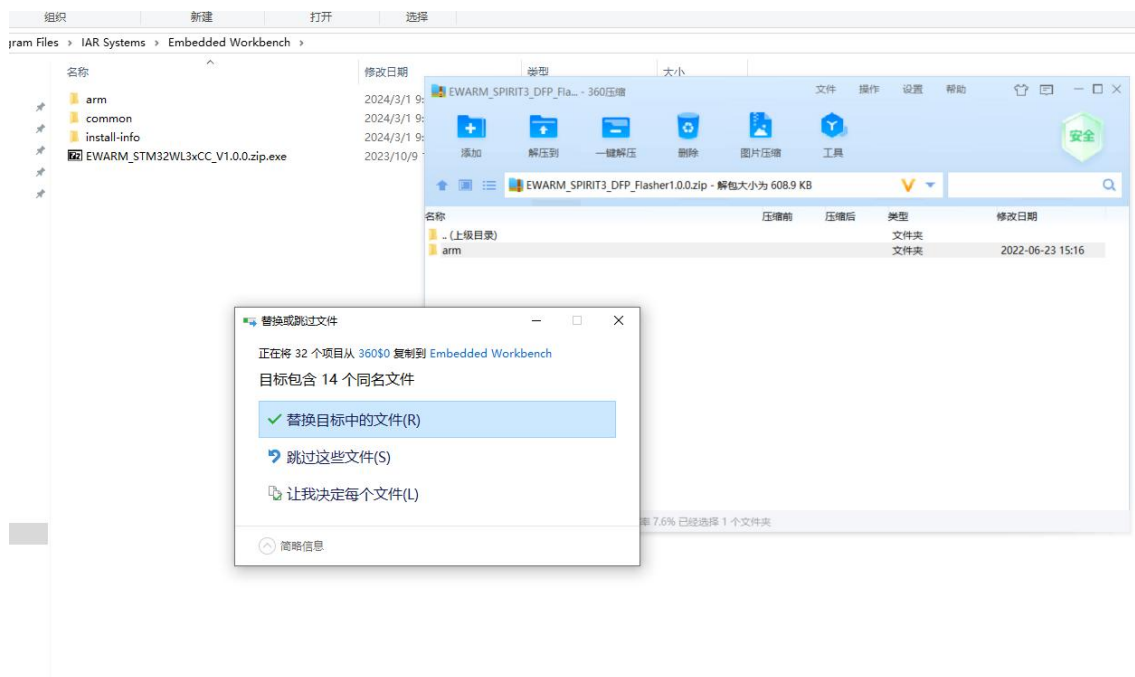 组织 新建 打开 选择
gram Files › IAR Systems › Embedded Workbench ›
名称 修改日期 类型 大小
arm 2024/3/1 9:
common 2024/3/1 9:
install-info 2024/3/1 9:
EWARM_STM32WL3xCC_V1.0.0.zip.exe 2023/10/9
EWARM_SPIRIT3_DFP_Fla... - 360压缩 文件 操作 设置 帮助
添加 解压到 一键解压 删除 图片压缩 工具
安全
EWARM_SPIRIT3_DFP_Flasher1.0.0.zip - 解包大小为 608.9 KB
名称 压缩前 压缩后 类型 修改日期
.. (上级目录) 文件夹
arm 文件夹 2022-06-23 15:16
替换或跳过文件
正在将 32 个项目从 360$0 复制到 Embedded Workbench
目标包含 14 个同名文件
替换目标中的文件(R)
跳过这些文件(S)
让我决定每个文件(L)
简略信息
率 7.6% 已经选择 1 个文件夹